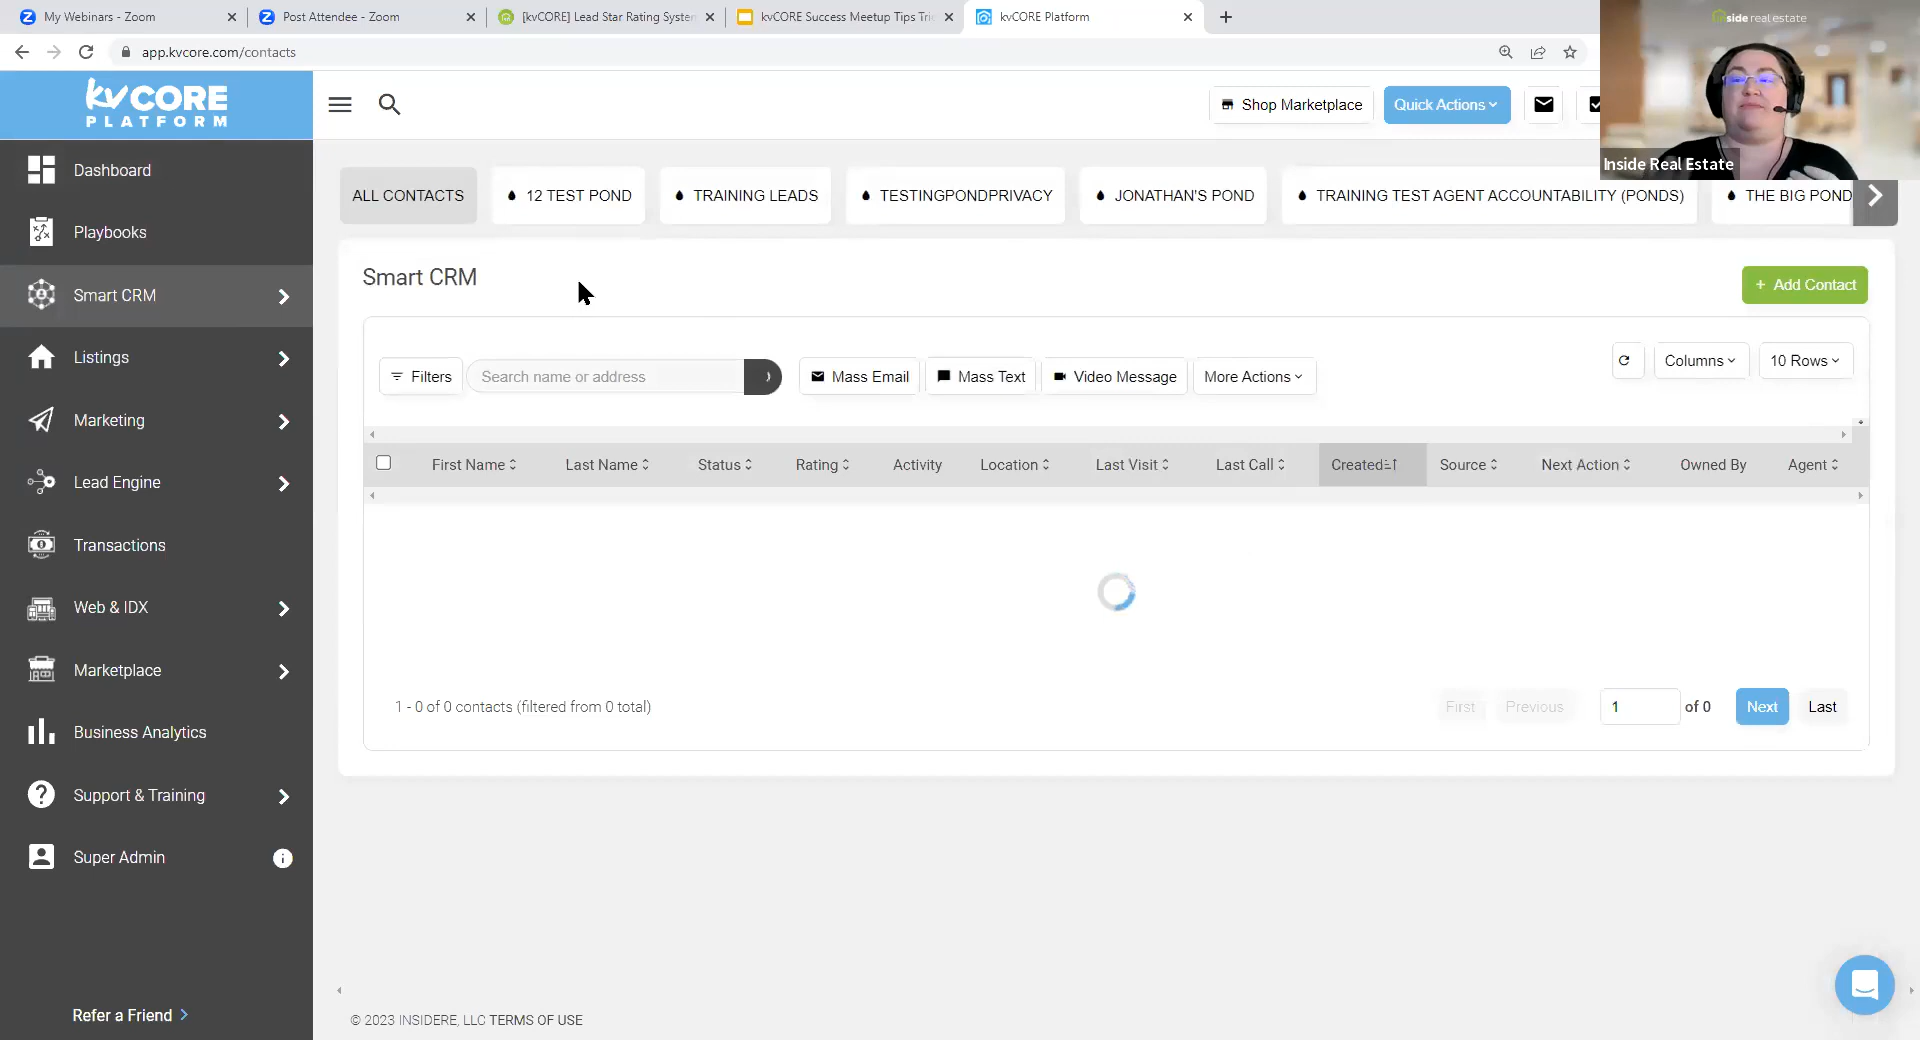 My Webinars - Zoom
Post Attendee - Zoom
[kvCORE] Lead Star Rating System
kvCORE Success Meetup Tips Tric
kvCORE Platform
app.kvcore.com/contacts
inside real estate
Inside Real Estate
kvCORE
PLATFORM
Shop Marketplace
Quick Actions
Dashboard
Playbooks
Smart CRM
Listings
Marketing
Lead Engine
Transactions
Web & IDX
Marketplace
Business Analytics
Support & Training
Super Admin
Refer a Friend
ALL CONTACTS
12 TEST POND
TRAINING LEADS
TESTINGPONDPRIVACY
JONATHAN'S POND
TRAINING TEST AGENT ACCOUNTABILITY (PONDS)
THE BIG POND
Smart CRM
+ Add Contact
Filters
Search name or address
Mass Email
Mass Text
Video Message
More Actions
Columns
10 Rows
First Name
Last Name
Status
Rating
Activity
Location
Last Visit
Last Call
Created
Source
Next Action
Owned By
Agent
1 - 0 of 0 contacts (filtered from 0 total)
First
Previous
1
of 0
Next
Last
© 2023 INSIDERE, LLC TERMS OF USE